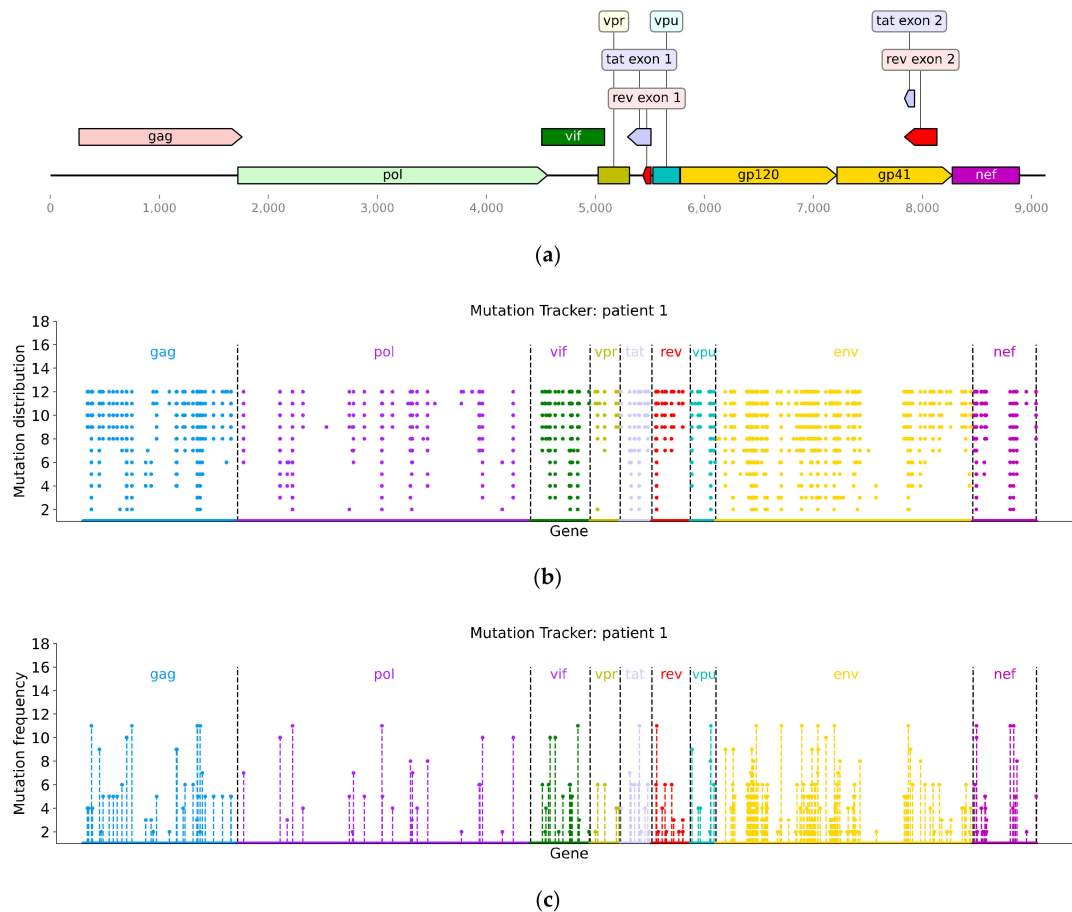 vpr vpu tat exon 2
tat exon 1 rev exon 2
rev exon 1
gag vif
pol gp120 gp41 nef
0 1,000 2,000 3,000 4,000 5,000 6,000 7,000 8,000 9,000
(a)
Mutation Tracker: patient 1
18
16
14
12
10
8
6
4
2
Mutation distribution
gag pol vif vpr tat rev vpu env nef
Gene
(b)
Mutation Tracker: patient 1
18
16
14
12
10
8
6
4
2
Mutation frequency
gag pol vif vpr tat rev vpu env nef
Gene
(c)